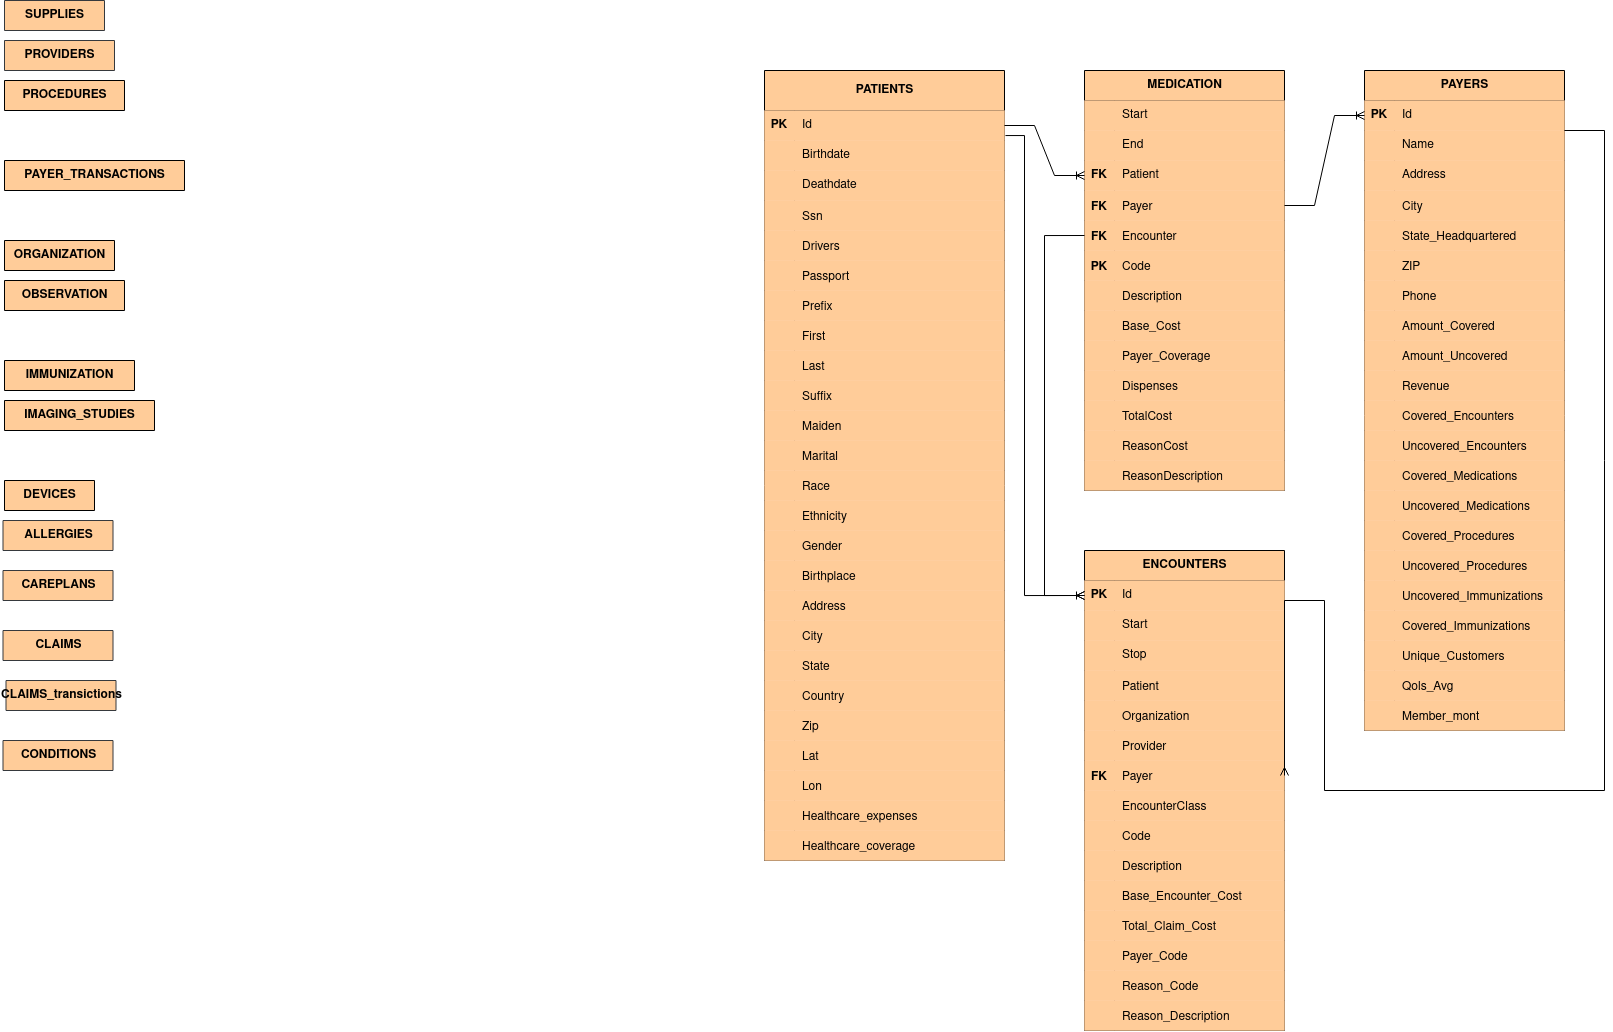 SUPPLIES
PROVIDERS
PROCEDURES
PAYER_TRANSACTIONS
ORGANIZATION
OBSERVATION
IMMUNIZATION
IMAGING_STUDIES
DEVICES
ALLERGIES
CAREPLANS
CLAIMS
CLAIMS_transictions
CONDITIONS
PATIENTS
PK Id
Birthdate
Deathdate
Ssn
Drivers
Passport
Prefix
First
Last
Suffix
Maiden
Marital
Race
Ethnicity
Gender
Birthplace
Address
City
State
Country
Zip
Lat
Lon
Healthcare_expenses
Healthcare_coverage
MEDICATION
Start
End
FK Patient
FK Payer
FK Encounter
PK Code
Description
Base_Cost
Payer_Coverage
Dispenses
TotalCost
ReasonCost
ReasonDescription
ENCOUNTERS
PK Id
Start
Stop
Patient
Organization
Provider
FK Payer
EncounterClass
Code
Description
Base_Encounter_Cost
Total_Claim_Cost
Payer_Code
Reason_Code
Reason_Description
PAYERS
PK Id
Name
Address
City
State_Headquartered
ZIP
Phone
Amount_Covered
Amount_Uncovered
Revenue
Covered_Encounters
Uncovered_Encounters
Covered_Medications
Uncovered_Medications
Covered_Procedures
Uncovered_Procedures
Uncovered_Immunizations
Covered_Immunizations
Unique_Customers
Qols_Avg
Member_mont